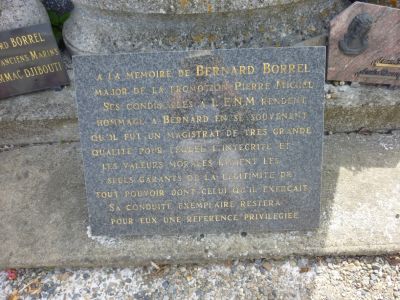 BORREL
ANCIENS MARINS
AMMAC DJIBOUTI
A LA MEMOIRE DE BERNARD BORREL
MAJOR DE LA PROMOTION PIERRE MICHEL
SES CONDISCIPLES A L'ENM RENDENT
HOMMAGE A BERNARD EN SE SOUVENANT
QU'IL FUT UN MAGISTRAT DE TRES GRANDE
QUALITE POUR LEQUEL L'INTEGRITE ET
LES VALEURS MORALES ETAIENT LES
SEULS GARANTS DE LA LEGITIMITE DE
TOUT POUVOIR DONT CELUI QU'IL EXERCAIT
SA CONDUITE EXEMPLAIRE RESTERA
POUR EUX UNE REFERENCE PRIVILEGIEE